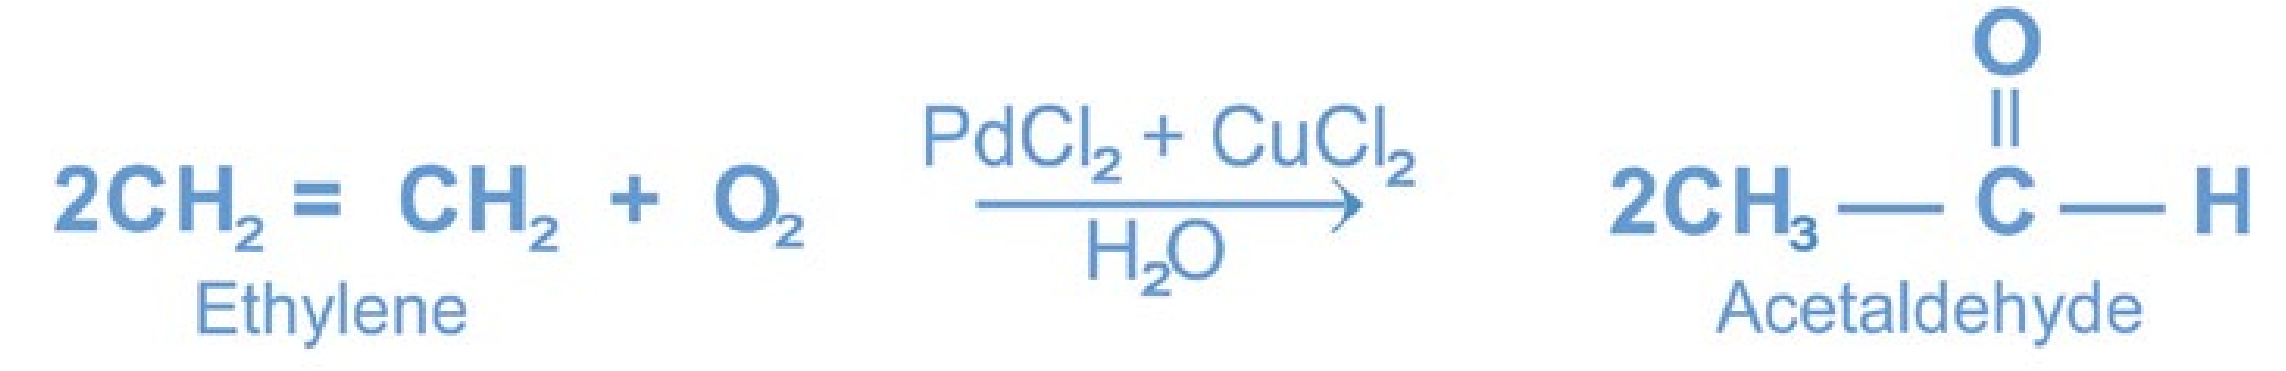 O
||
PdCl₂ + CuCl₂
2CH₂ = CH₂ + O₂ ⟶ 2CH₃ — C — H
H₂O
Ethylene Acetaldehyde